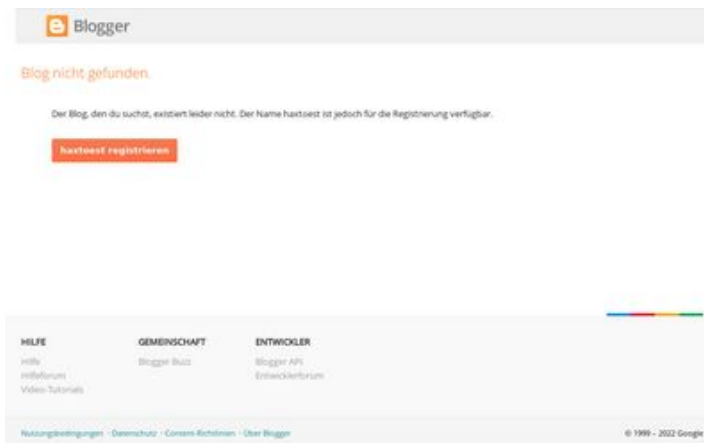 Blogger
Blog nicht gefunden.
Der Blog, den du suchst, existiert leider nicht. Der Name haxtoest ist jedoch für die Registrierung verfügbar.
haxtoest registrieren
HILFE
Hilfe
Hilfeforum
Video-Tutorials
GEMEINSCHAFT
Blogger Buzz
ENTWICKLER
Blogger API
Entwicklerforum
Nutzungsbedingungen - Datenschutz - Content-Richtlinien - Über Blogger
© 1999 – 2022 Google